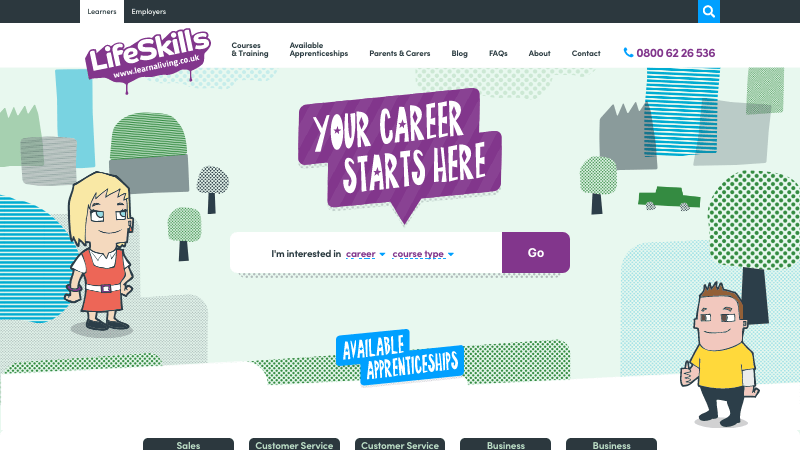 Learners Employers
LifeSkills
www.learnaliving.co.uk
Courses
& Training
Available
Apprenticeships
Parents & Carers
Blog
FAQs
About
Contact
0800 62 26 536
YOUR CAREER
STARTS HERE
I'm interested in career course type
Go
AVAILABLE
APPRENTICESHIPS
Sales
Customer Service
Customer Service
Business
Business